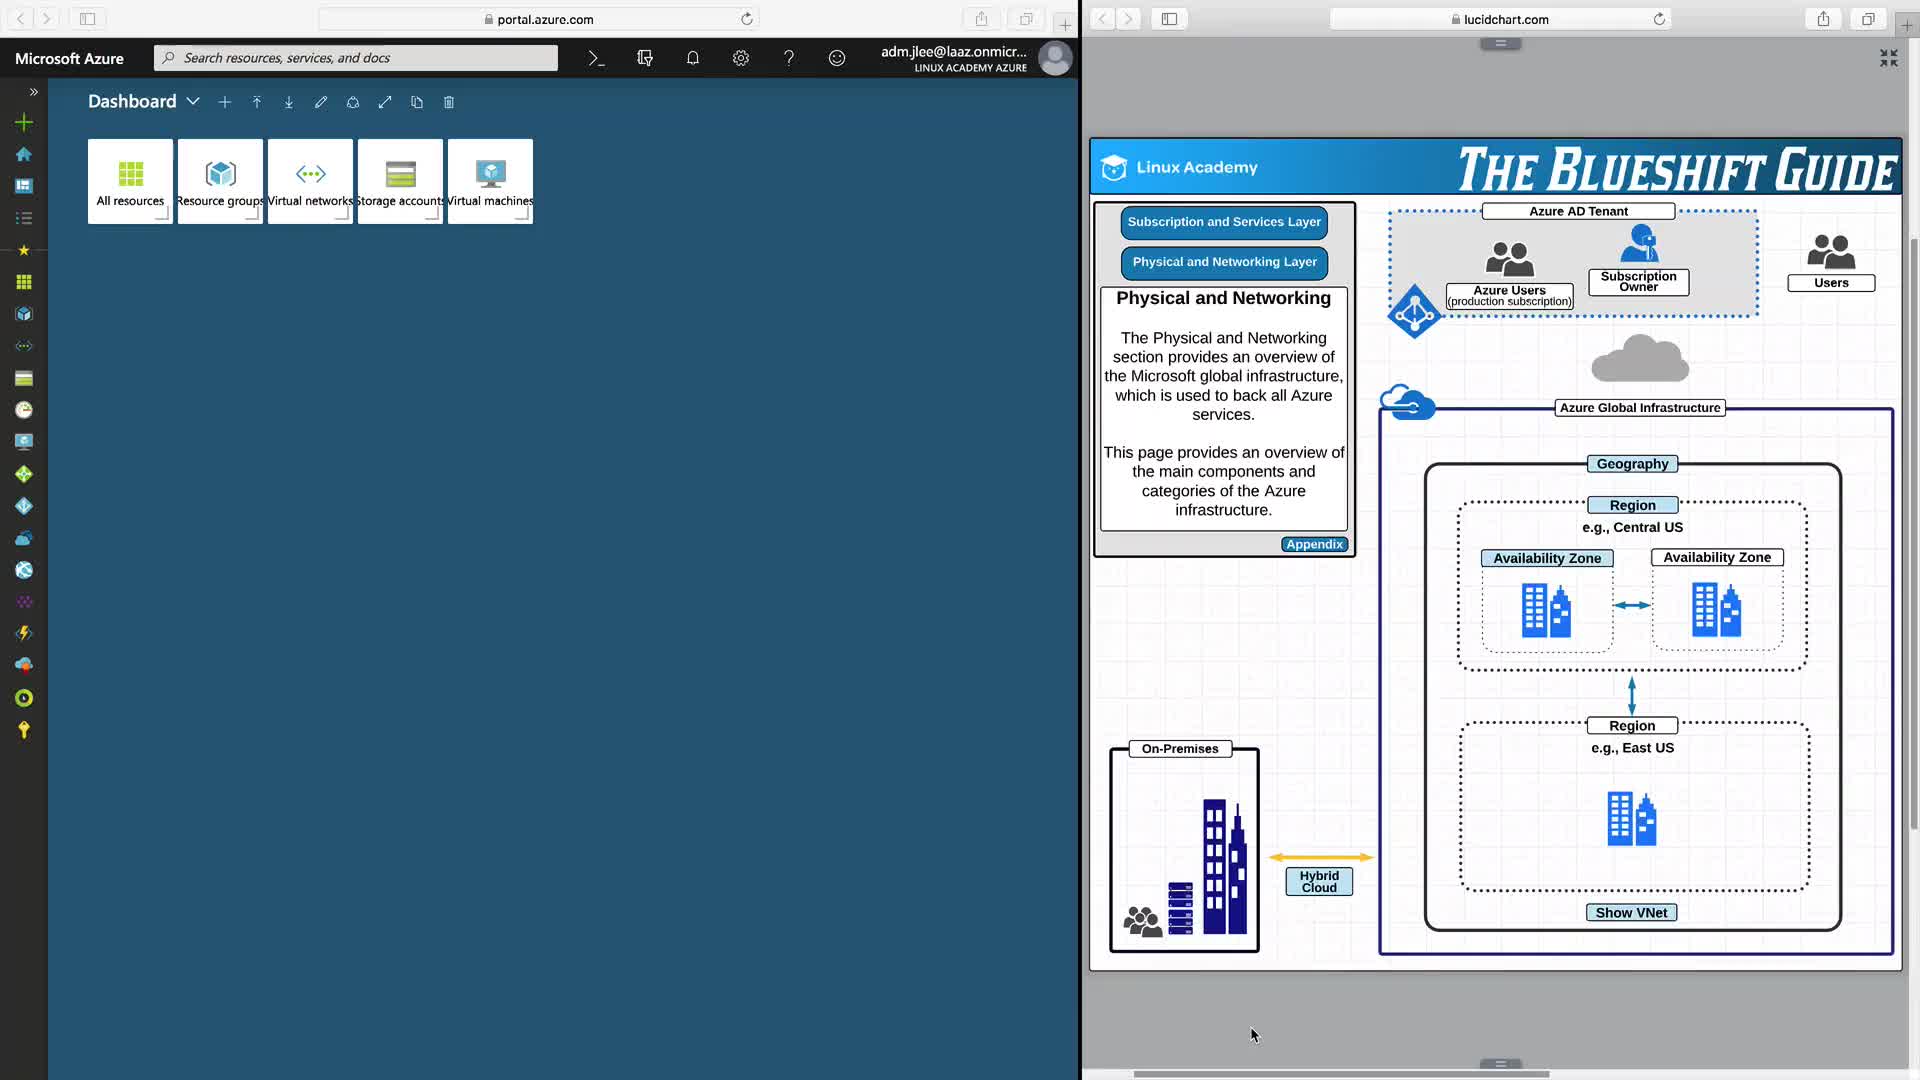 portal.azure.com
lucidchart.com
Microsoft Azure
Search resources, services, and docs
adm.jlee@laaz.onmicr...
LINUX ACADEMY AZURE
Dashboard
All resources
Resource groups
Virtual networks
Storage accounts
Virtual machines
Linux Academy
THE BLUESHIFT GUIDE
Subscription and Services Layer
Physical and Networking Layer
Physical and Networking
The Physical and Networking
section provides an overview of
the Microsoft global infrastructure,
which is used to back all Azure
services.
This page provides an overview of
the main components and
categories of the Azure
infrastructure.
Appendix
Azure AD Tenant
Azure Users
(production subscription)
Subscription
Owner
Users
Azure Global Infrastructure
Geography
Region
e.g., Central US
Availability Zone
Availability Zone
Region
e.g., East US
Show VNet
On-Premises
Hybrid
Cloud